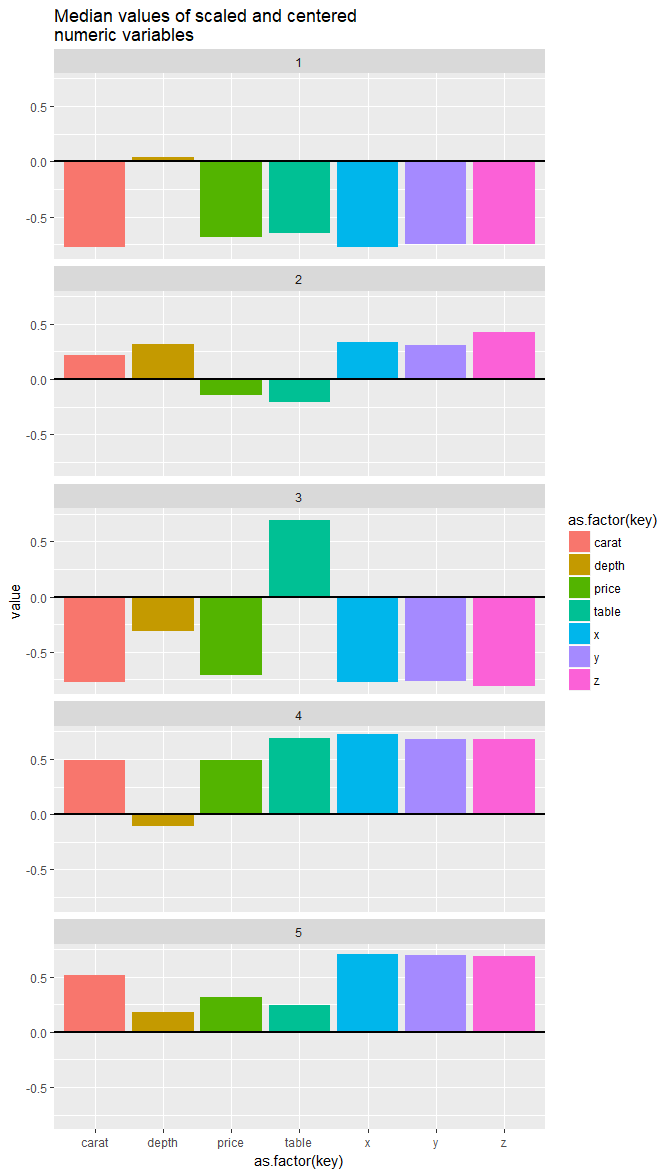 Median values of scaled and centered
numeric variables
1
0.5
0.0
-0.5
2
0.5
0.0
-0.5
3
0.5
0.0
-0.5
4
0.5
0.0
-0.5
5
0.5
0.0
-0.5
value
carat depth price table x y z
as.factor(key)
as.factor(key)
carat
depth
price
table
x
y
z